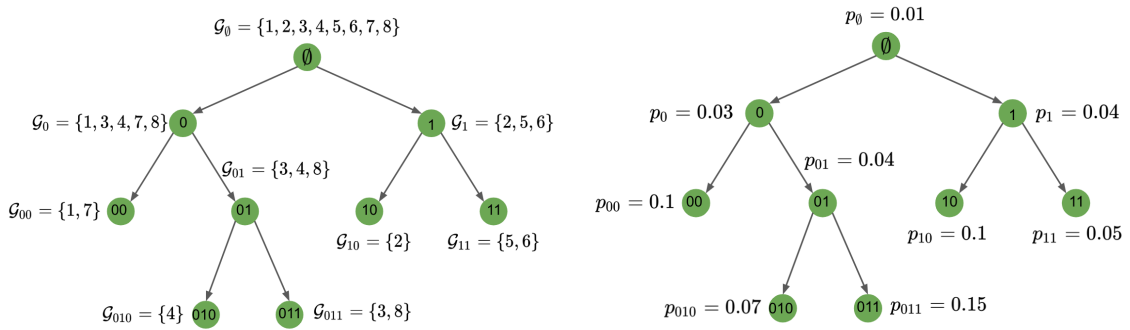 𝒢_∅ = {1, 2, 3, 4, 5, 6, 7, 8}
∅
𝒢_0 = {1, 3, 4, 7, 8}
0
1
𝒢_1 = {2, 5, 6}
𝒢_01 = {3, 4, 8}
𝒢_00 = {1, 7}
00
01
10
11
𝒢_10 = {2}
𝒢_11 = {5, 6}
𝒢_010 = {4}
010
011
𝒢_011 = {3, 8}
p_∅ = 0.01
∅
p_0 = 0.03
0
1
p_1 = 0.04
p_01 = 0.04
p_00 = 0.1
00
01
10
11
p_10 = 0.1
p_11 = 0.05
p_010 = 0.07
010
011
p_011 = 0.15